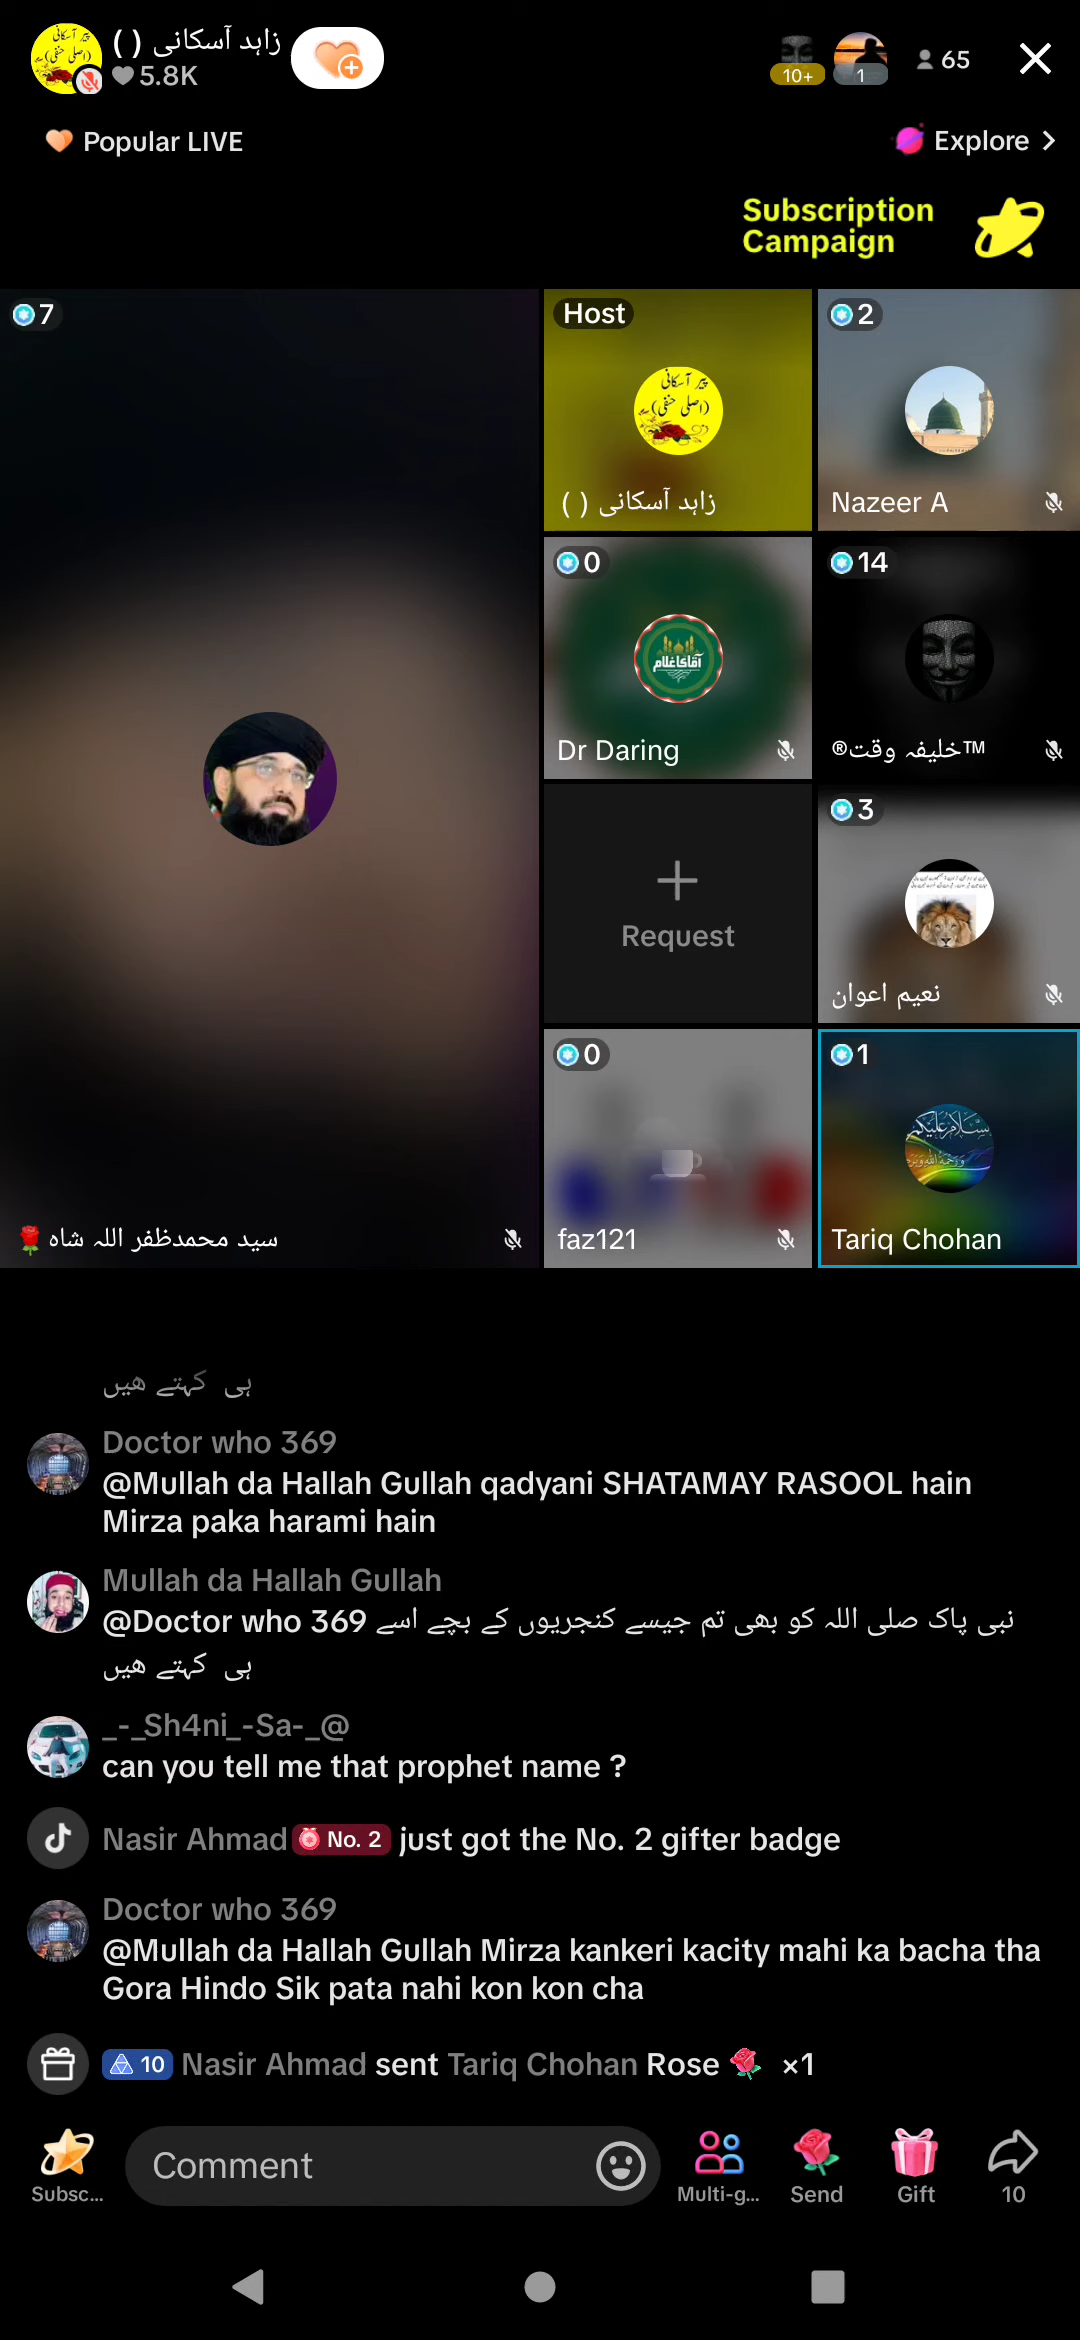 زاہد آسکانی ( )
5.8K
10+
1
65
Popular LIVE
Explore
Subscription
Campaign
7
Host
پیر آسکانی
(اصلی حنفی)
زاہد آسکانی ( )
2
Nazeer A
0
آقا کا غلام
Dr Daring
14
®خلیفہ وقت™
Request
3
نعیم اعوان
سید محمدظفر اللہ شاہ🌹
0
faz121
1
Tariq Chohan
ہی کہتے ھیں
Doctor who 369
@Mullah da Hallah Gullah qadyani SHATAMAY RASOOL hain
Mirza paka harami hain
Mullah da Hallah Gullah
@Doctor who 369 نبی پاک صلی اللہ کو بھی تم جیسے کنجریوں کے بچے اسے
ہی کہتے ھیں
_-_Sh4ni_-Sa-_@
can you tell me that prophet name ?
Nasir Ahmad No. 2 just got the No. 2 gifter badge
Doctor who 369
@Mullah da Hallah Gullah Mirza kankeri kacity mahi ka bacha tha
Gora Hindo Sik pata nahi kon kon cha
10 Nasir Ahmad sent Tariq Chohan Rose 🌹 ×1
Comment
Subsc...
Multi-g...
Send
Gift
10